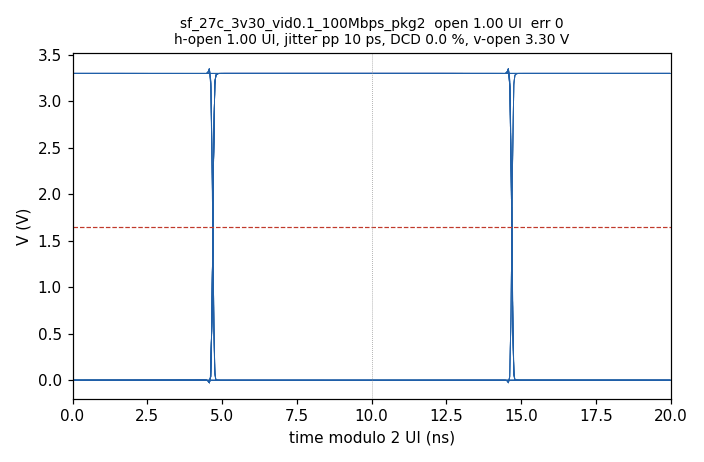 sf_27c_3v30_vid0.1_100Mbps_pkg2  open 1.00 UI  err 0
h-open 1.00 UI, jitter pp 10 ps, DCD 0.0 %, v-open 3.30 V
V (V)
3.5
3.0
2.5
2.0
1.5
1.0
0.5
0.0
0.0 2.5 5.0 7.5 10.0 12.5 15.0 17.5 20.0
time modulo 2 UI (ns)